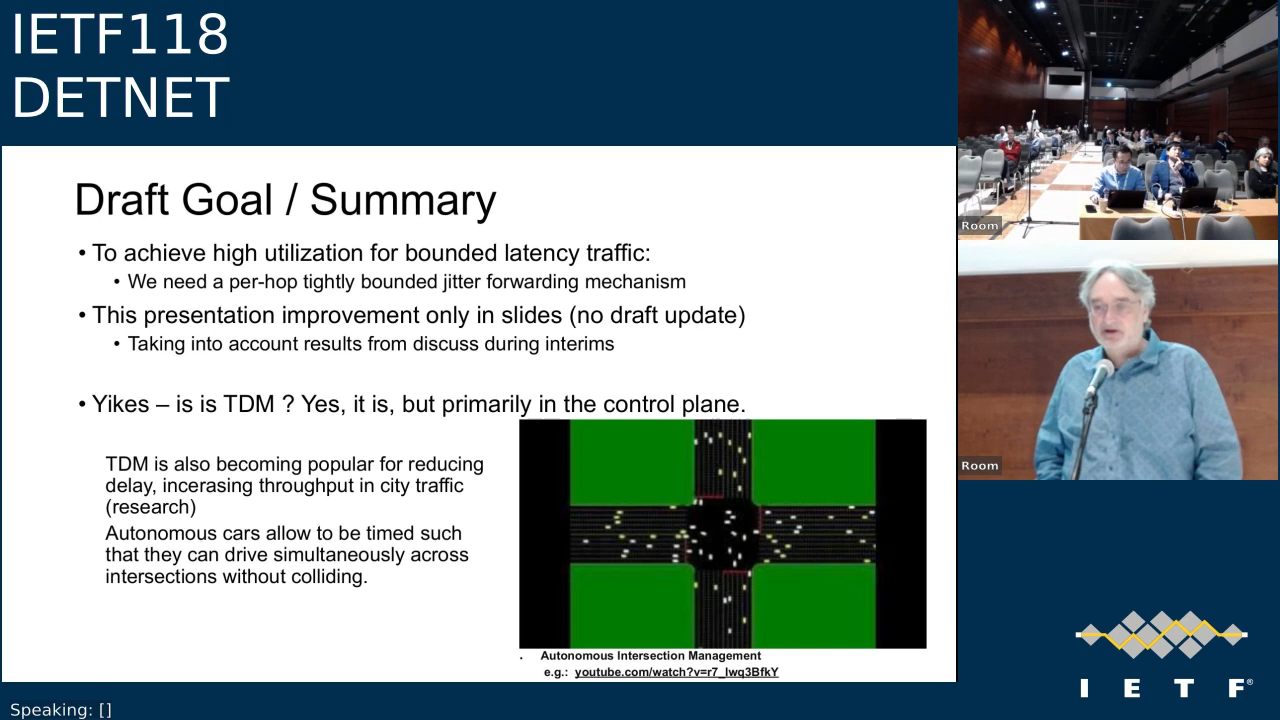 IETF118
DETNET
Draft Goal / Summary
• To achieve high utilization for bounded latency traffic:
• We need a per-hop tightly bounded jitter forwarding mechanism
• This presentation improvement only in slides (no draft update)
• Taking into account results from discuss during interims
• Yikes – is is TDM ? Yes, it is, but primarily in the control plane.
TDM is also becoming popular for reducing
delay, incerasing throughput in city traffic
(research)
Autonomous cars allow to be timed such
that they can drive simultaneously across
intersections without colliding.
. Autonomous Intersection Management
e.g.: youtube.com/watch?v=r7_lwq3BfkY
Room
Room
I E T F®
Speaking: []